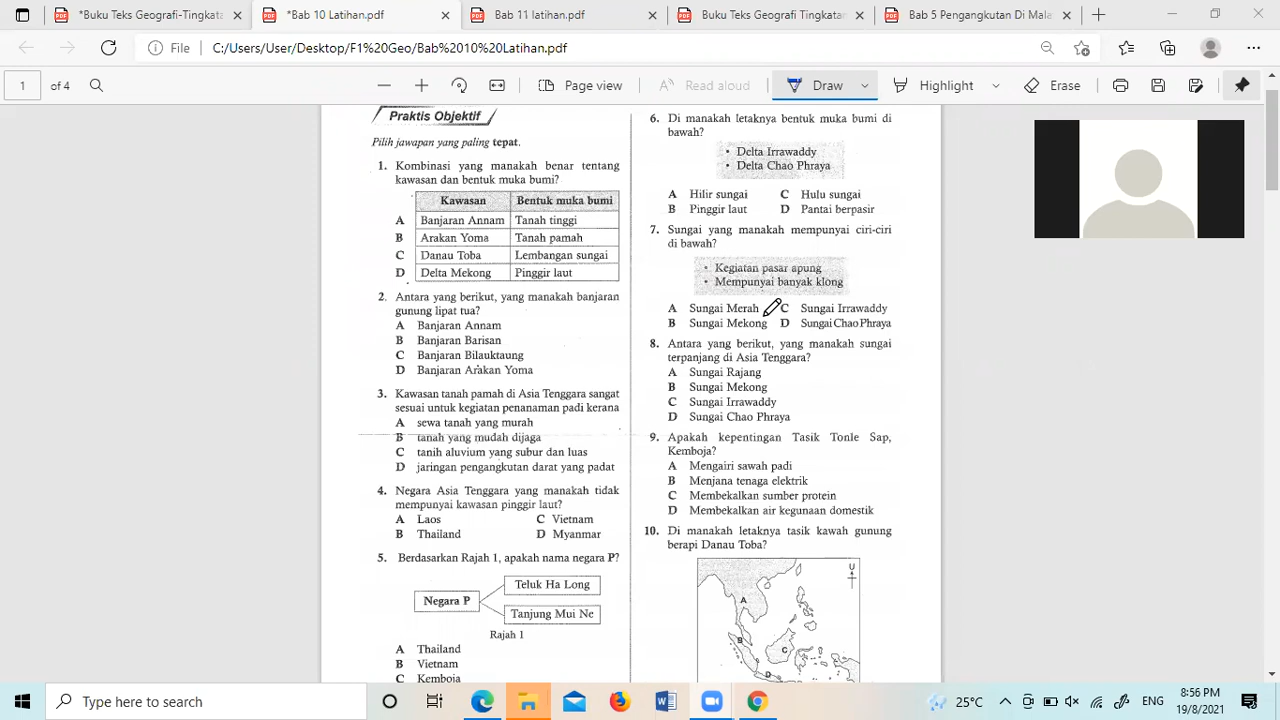 *Buku Teks Geografi-Tingkata
*Bab 10 Latihan.pdf
Buku Teks Geografi-Tingkatan
Bab 5 Pengangkutan Di Malay
File
C:/Users/User/Desktop/F1%20Geo/Bab%2010%20Latihan.pdf
1 of 4
Page view
Read aloud
Draw
Highlight
Erase
Praktis Objektif
Pilih jawapan yang paling tepat.
1. Kombinasi yang manakah benar tentang
kawasan dan bentuk muka bumi?
Kawasan Bentuk muka bumi
A Banjaran Annam Tanah tinggi
B Arakan Yoma Tanah pamah
C Danau Toba Lembangan sungai
D Delta Mekong Pinggir laut
2. Antara yang berikut, yang manakah banjaran
gunung lipat tua?
A Banjaran Annam
B Banjaran Barisan
C Banjaran Bilauktaung
D Banjaran Arakan Yoma
3. Kawasan tanah pamah di Asia Tenggara sangat
sesuai untuk kegiatan penanaman padi kerana
A sewa tanah yang murah
B tanah yang mudah dijaga
C tanih aluvium yang subur dan luas
D jaringan pengangkutan darat yang padat
4. Negara Asia Tenggara yang manakah tidak
mempunyai kawasan pinggir laut?
A Laos C Vietnam
B Thailand D Myanmar
5. Berdasarkan Rajah 1, apakah nama negara P?
Teluk Ha Long
Negara P
Tanjung Mui Ne
Rajah 1
A Thailand
B Vietnam
C Kemboja
6. Di manakah letaknya bentuk muka bumi di
bawah?
• Delta Irrawaddy
• Delta Chao Phraya
A Hilir sungai C Hulu sungai
B Pinggir laut D Pantai berpasir
7. Sungai yang manakah mempunyai ciri-ciri
di bawah?
• Kegiatan pasar apung
• Mempunyai banyak klong
A Sungai Merah C Sungai Irrawaddy
B Sungai Mekong D Sungai Chao Phraya
8. Antara yang berikut, yang manakah sungai
terpanjang di Asia Tenggara?
A Sungai Rajang
B Sungai Mekong
C Sungai Irrawaddy
D Sungai Chao Phraya
9. Apakah kepentingan Tasik Tonle Sap,
Kemboja?
A Mengairi sawah padi
B Menjana tenaga elektrik
C Membekalkan sumber protein
D Membekalkan air kegunaan domestik
10. Di manakah letaknya tasik kawah gunung
berapi Danau Toba?
U
A
B
C
D
Type here to search
25°C
ENG
8:56 PM
19/8/2021